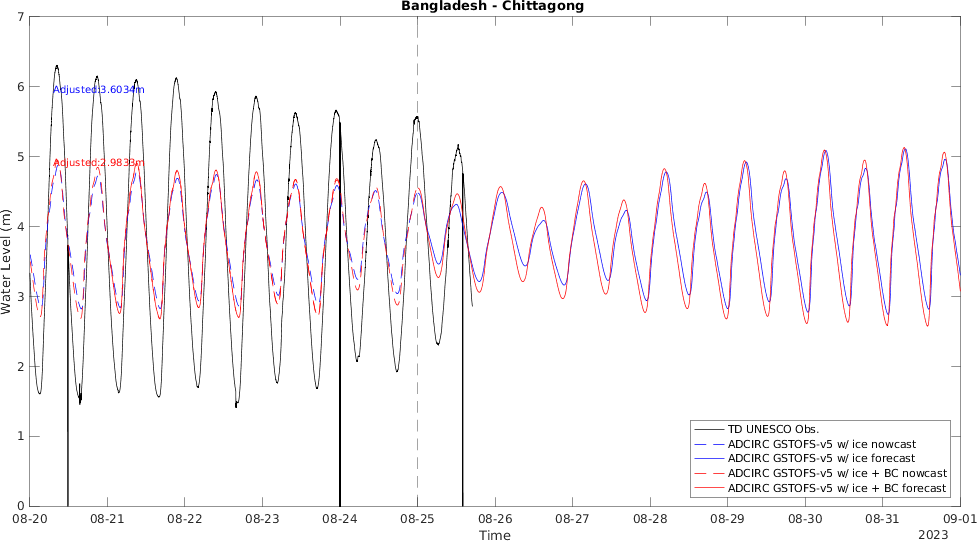 Bangladesh - Chittagong
7
6
5
4
3
2
1
0
Water Level (m)
Adjusted:3.6034m
Adjusted:2.9833m
TD UNESCO Obs.
ADCIRC GSTOFS-v5 w/ ice nowcast
ADCIRC GSTOFS-v5 w/ ice forecast
ADCIRC GSTOFS-v5 w/ ice + BC nowcast
ADCIRC GSTOFS-v5 w/ ice + BC forecast
08-20 08-21 08-22 08-23 08-24 08-25 08-26 08-27 08-28 08-29 08-30 08-31 09-01
Time
2023